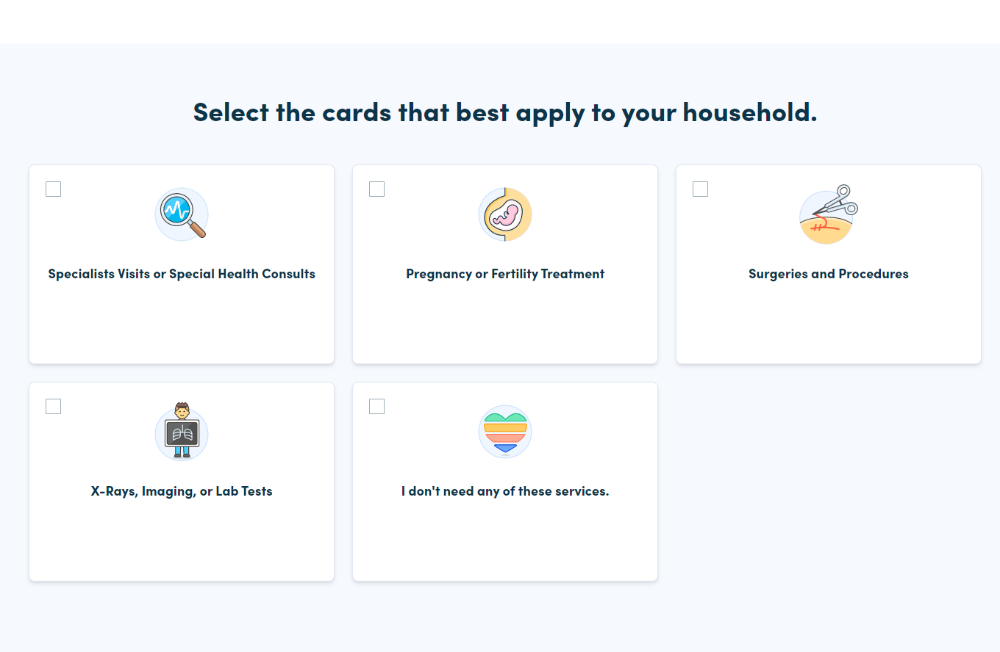 Select the cards that best apply to your household.
Specialists Visits or Special Health Consults
Pregnancy or Fertility Treatment
Surgeries and Procedures
X-Rays, Imaging, or Lab Tests
I don't need any of these services.